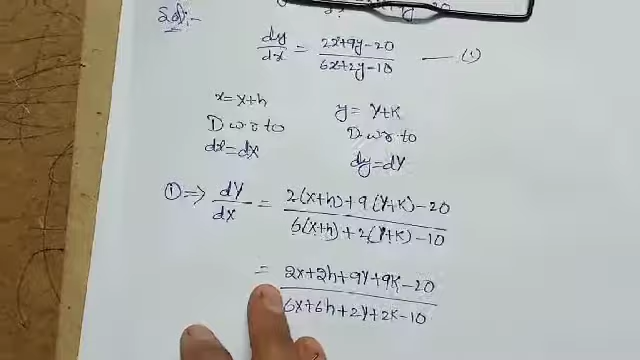 Sol:-
dy/dx = (2x+9y-20)/(6x+2y-10) —— (1)
x = X+h    y = Y+K
D w.r.to    D.w.r.to
dx = dX    dy = dY
① ⇒ dY/dX = (2(X+h)+9(Y+K)-20)/(6(X+h)+2(Y+K)-10)
= (2X+2h+9Y+9K-20)/(6X+6h+2Y+2K-10)